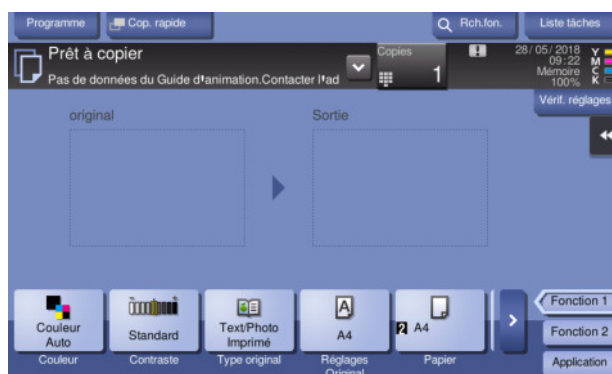 Programme
Cop. rapide
Rch.fon.
Liste tâches
Prêt à copier
Pas de données du Guide d'animation.Contacter l'ad
Copies
1
28/05/2018
09:22
Mémoire
100%
Y
M
C
K
Vérif. réglages
original
Sortie
Couleur
Auto
Couleur
Standard
Contraste
Text/Photo
Imprimé
Type original
A
A4
Réglages
Original
2 A4
Papier
Fonction 1
Fonction 2
Application